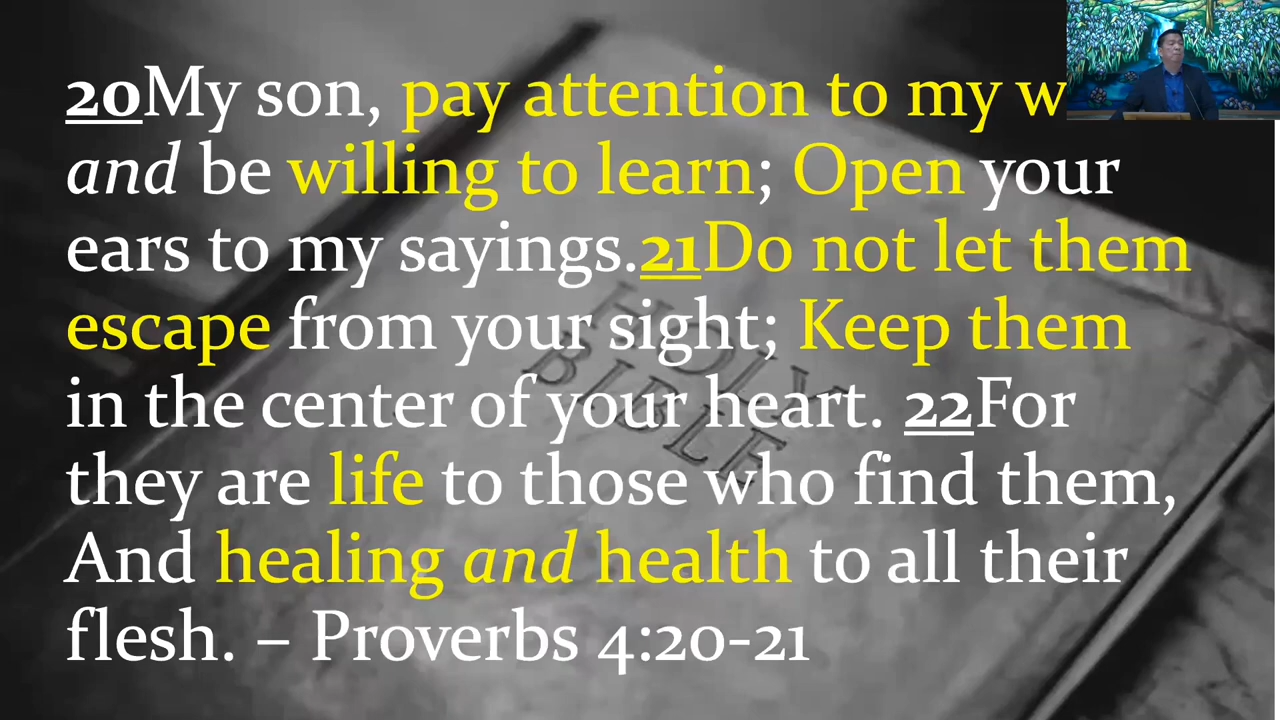 20My son, pay attention to my
and be willing to learn; Open your
ears to my sayings.21Do not let them
escape from your sight; Keep them
in the center of your heart. 22For
they are life to those who find them,
And healing and health to all their
flesh. – Proverbs 4:20-21
HOLY
BIBLE